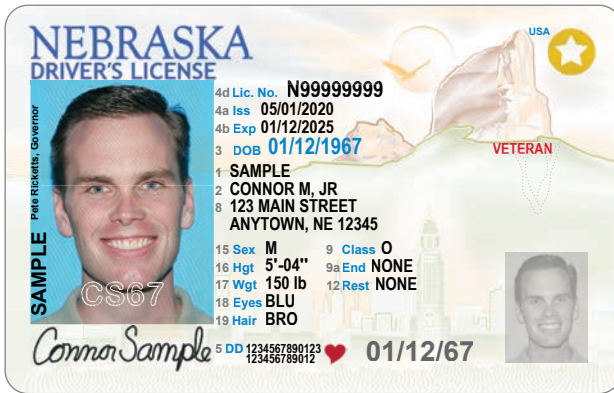 NEBRASKA
USA
DRIVER'S LICENSE
4d Lic. No. N99999999
4a Iss 05/01/2020
4b Exp 01/12/2025
3 DOB 01/12/1967
VETERAN
1 SAMPLE
2 CONNOR M, JR
8 123 MAIN STREET
ANYTOWN, NE 12345
15 Sex M 9 Class O
16 Hgt 5'-04" 9a End NONE
17 Wgt 150 lb 12 Rest NONE
18 Eyes BLU
19 Hair BRO
5 DD 1234567890123
123456789012
01/12/67
SAMPLE Pete Ricketts, Governor
CS67
Connor Sample